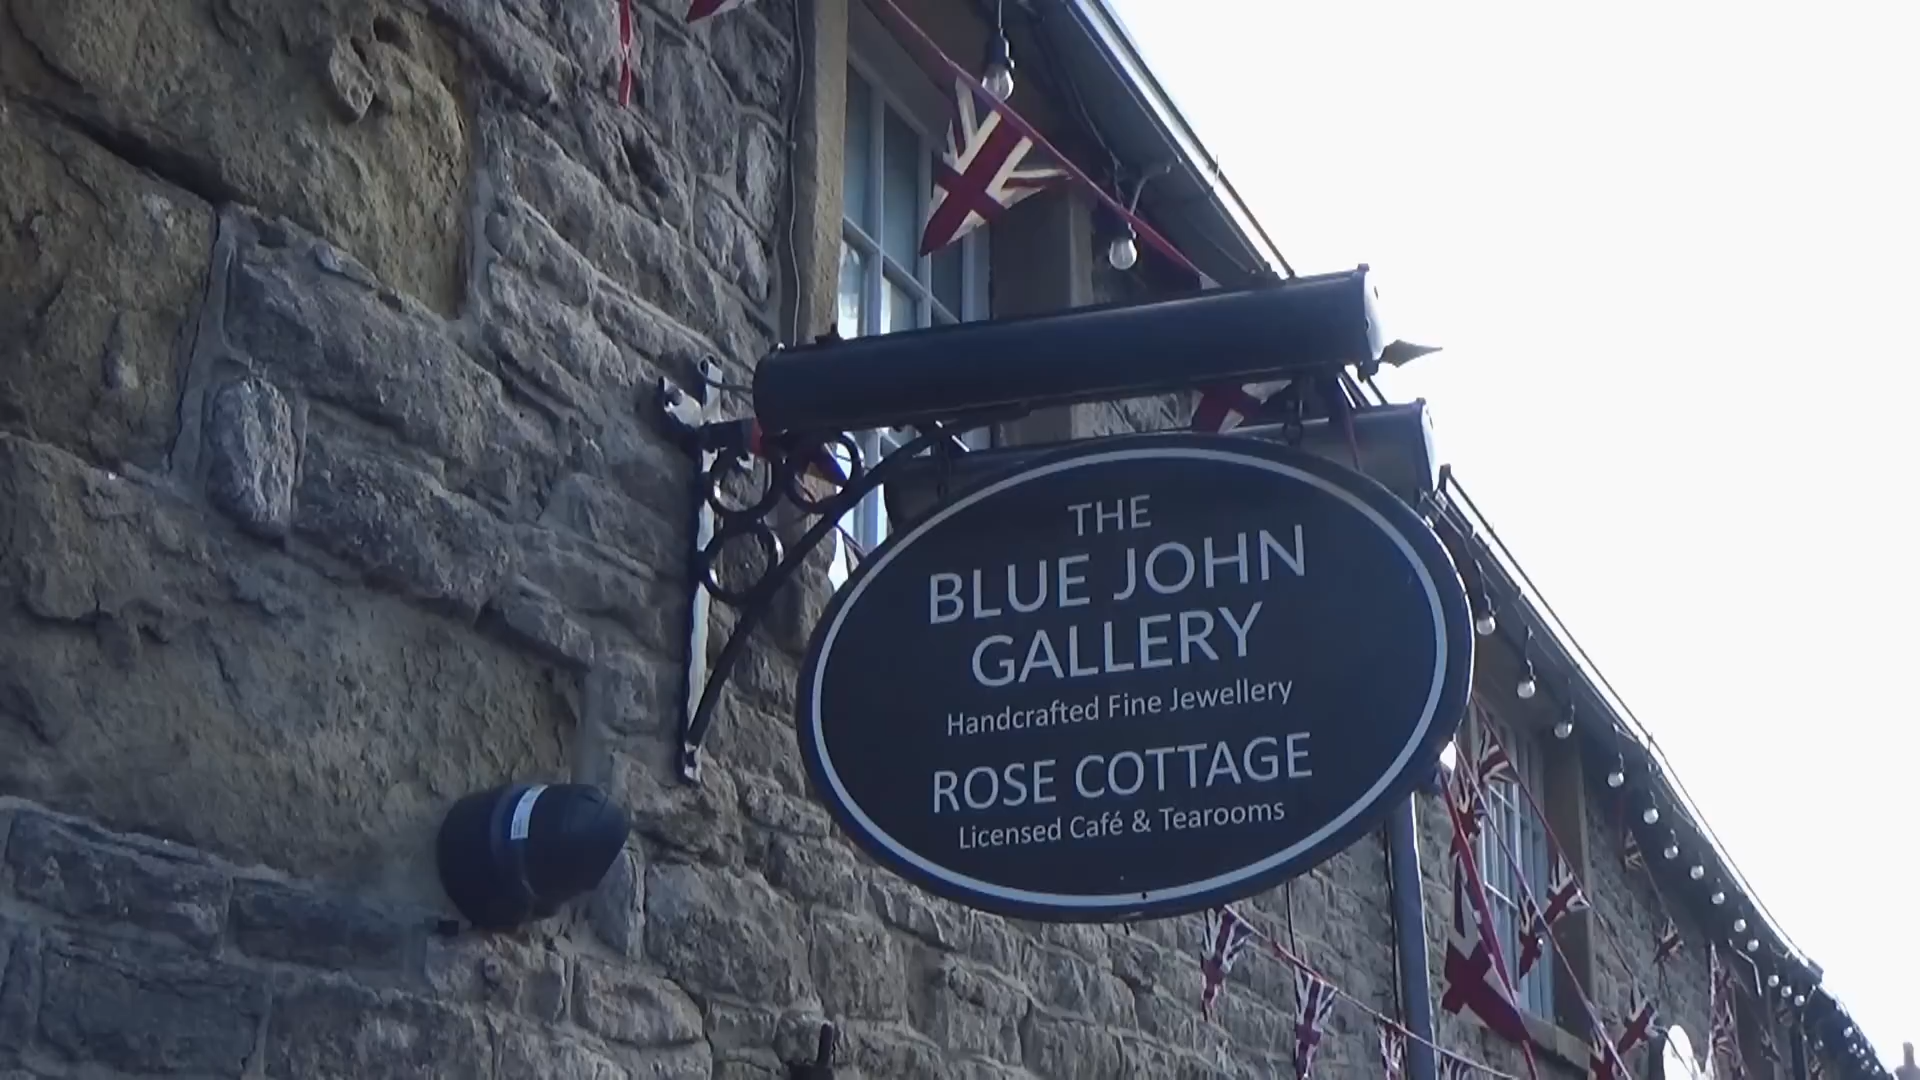 THE
BLUE JOHN
GALLERY
Handcrafted Fine Jewellery
ROSE COTTAGE
Licensed Café & Tearooms